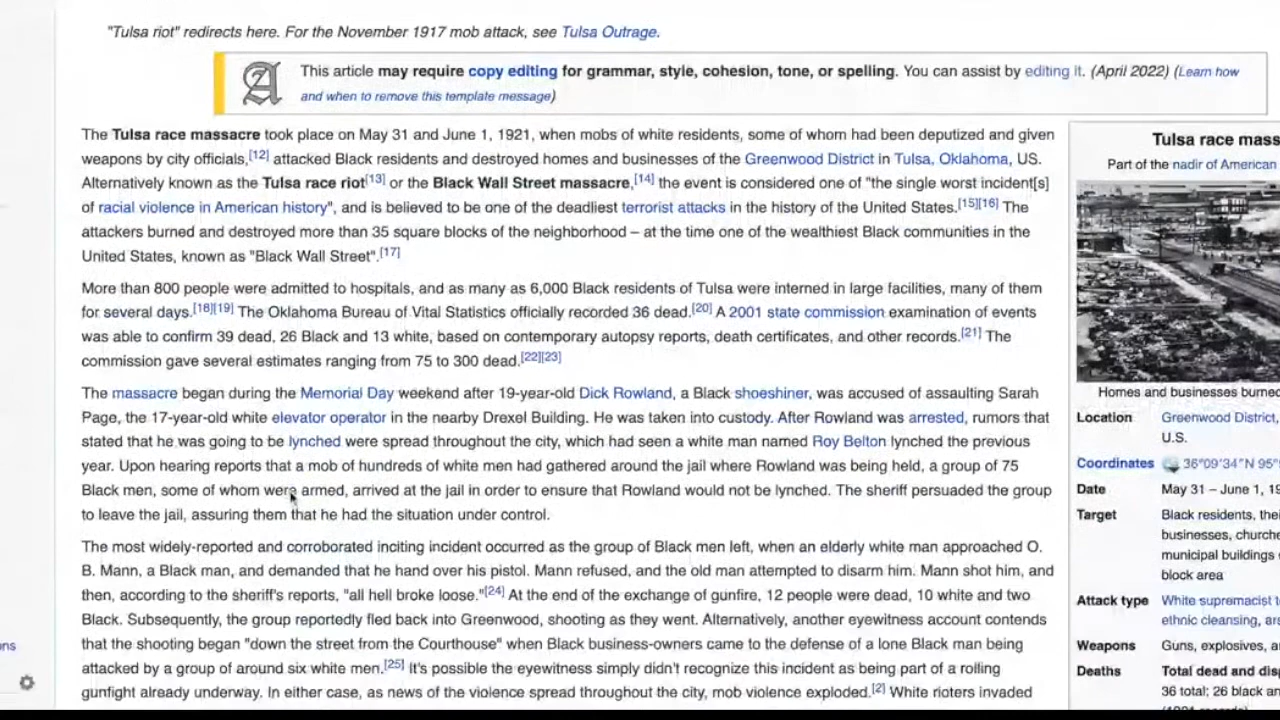 "Tulsa riot" redirects here. For the November 1917 mob attack, see Tulsa Outrage.
This article may require copy editing for grammar, style, cohesion, tone, or spelling. You can assist by editing it. (April 2022) (Learn how
and when to remove this template message)
The Tulsa race massacre took place on May 31 and June 1, 1921, when mobs of white residents, some of whom had been deputized and given
weapons by city officials,[12] attacked Black residents and destroyed homes and businesses of the Greenwood District in Tulsa, Oklahoma, US.
Alternatively known as the Tulsa race riot[13] or the Black Wall Street massacre,[14] the event is considered one of "the single worst incident[s]
of racial violence in American history", and is believed to be one of the deadliest terrorist attacks in the history of the United States.[15][16] The
attackers burned and destroyed more than 35 square blocks of the neighborhood – at the time one of the wealthiest Black communities in the
United States, known as "Black Wall Street".[17]
More than 800 people were admitted to hospitals, and as many as 6,000 Black residents of Tulsa were interned in large facilities, many of them
for several days.[18][19] The Oklahoma Bureau of Vital Statistics officially recorded 36 dead.[20] A 2001 state commission examination of events
was able to confirm 39 dead, 26 Black and 13 white, based on contemporary autopsy reports, death certificates, and other records.[21] The
commission gave several estimates ranging from 75 to 300 dead.[22][23]
The massacre began during the Memorial Day weekend after 19-year-old Dick Rowland, a Black shoeshiner, was accused of assaulting Sarah
Page, the 17-year-old white elevator operator in the nearby Drexel Building. He was taken into custody. After Rowland was arrested, rumors that
stated that he was going to be lynched were spread throughout the city, which had seen a white man named Roy Belton lynched the previous
year. Upon hearing reports that a mob of hundreds of white men had gathered around the jail where Rowland was being held, a group of 75
Black men, some of whom were armed, arrived at the jail in order to ensure that Rowland would not be lynched. The sheriff persuaded the group
to leave the jail, assuring them that he had the situation under control.
The most widely-reported and corroborated inciting incident occurred as the group of Black men left, when an elderly white man approached O.
B. Mann, a Black man, and demanded that he hand over his pistol. Mann refused, and the old man attempted to disarm him. Mann shot him, and
then, according to the sheriff's reports, "all hell broke loose."[24] At the end of the exchange of gunfire, 12 people were dead, 10 white and two
Black. Subsequently, the group reportedly fled back into Greenwood, shooting as they went. Alternatively, another eyewitness account contends
that the shooting began "down the street from the Courthouse" when Black business-owners came to the defense of a lone Black man being
attacked by a group of around six white men.[25] It's possible the eyewitness simply didn't recognize this incident as being part of a rolling
gunfight already underway. In either case, as news of the violence spread throughout the city, mob violence exploded.[2] White rioters invaded
Tulsa race mass
Part of the nadir of American
Homes and businesses burned
Location Greenwood District,
U.S.
Coordinates 36°09′34″N 95°
Date May 31 – June 1, 19
Target Black residents, thei
businesses, churche
municipal buildings
block area
Attack type White supremacist t
ethnic cleansing, ar
Weapons Guns, explosives, a
Deaths Total dead and disp
36 total; 26 black an
ons